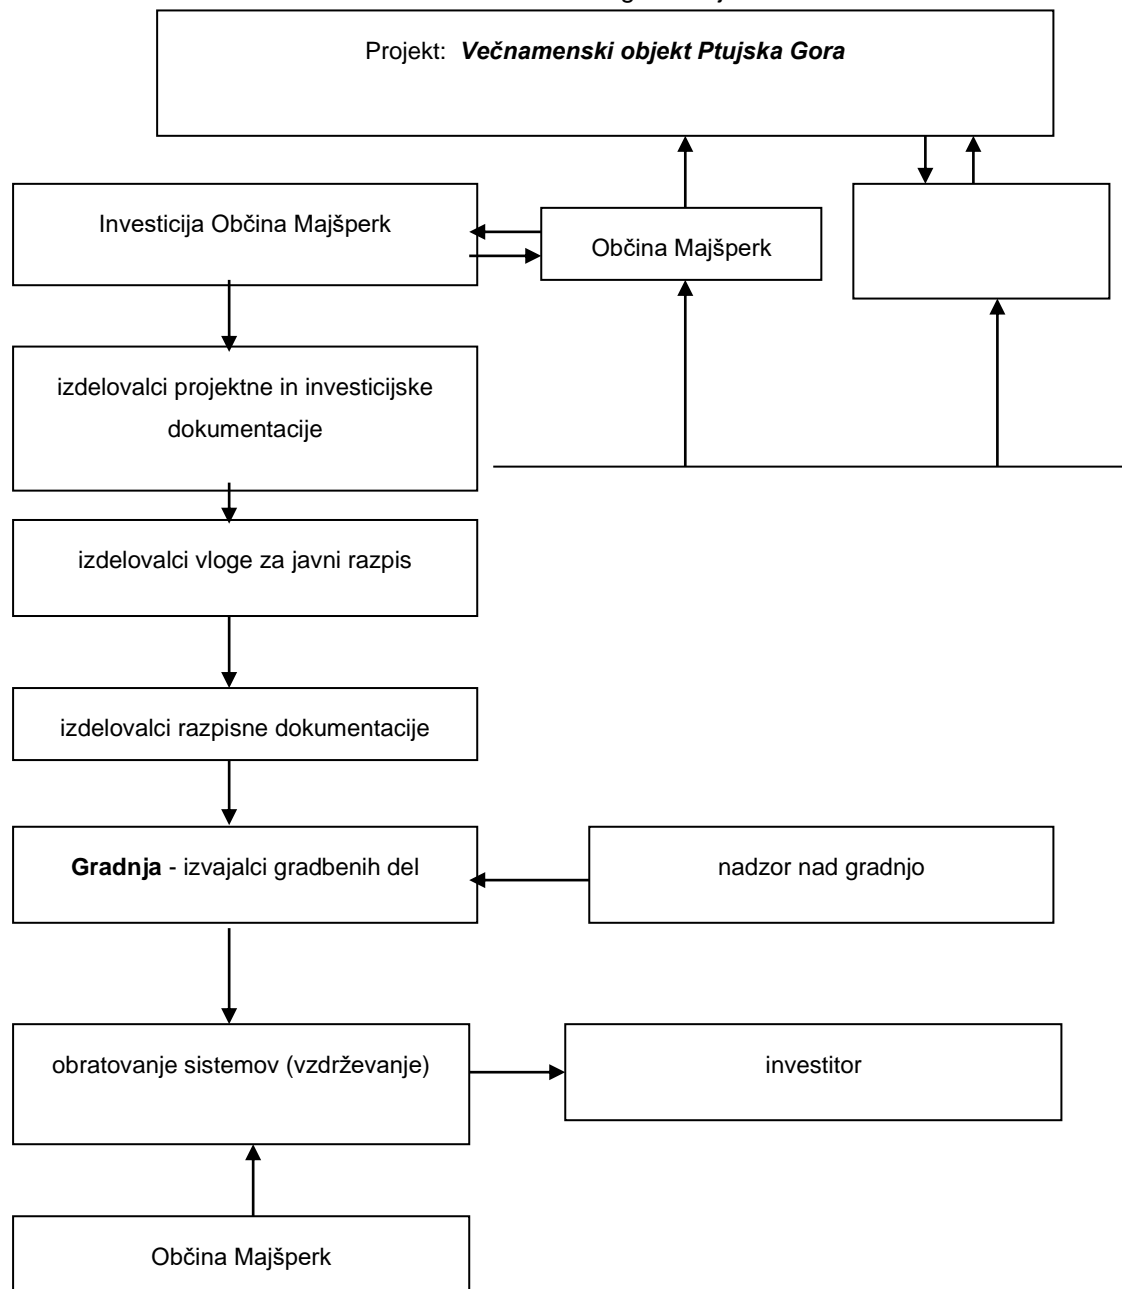 Projekt: Večnamenski objekt Ptujska Gora
Investicija Občina Majšperk
Občina Majšperk
izdelovalci projektne in investicijske
dokumentacije
izdelovalci vloge za javni razpis
izdelovalci razpisne dokumentacije
Gradnja - izvajalci gradbenih del
nadzor nad gradnjo
obratovanje sistemov (vzdrževanje)
investitor
Občina Majšperk